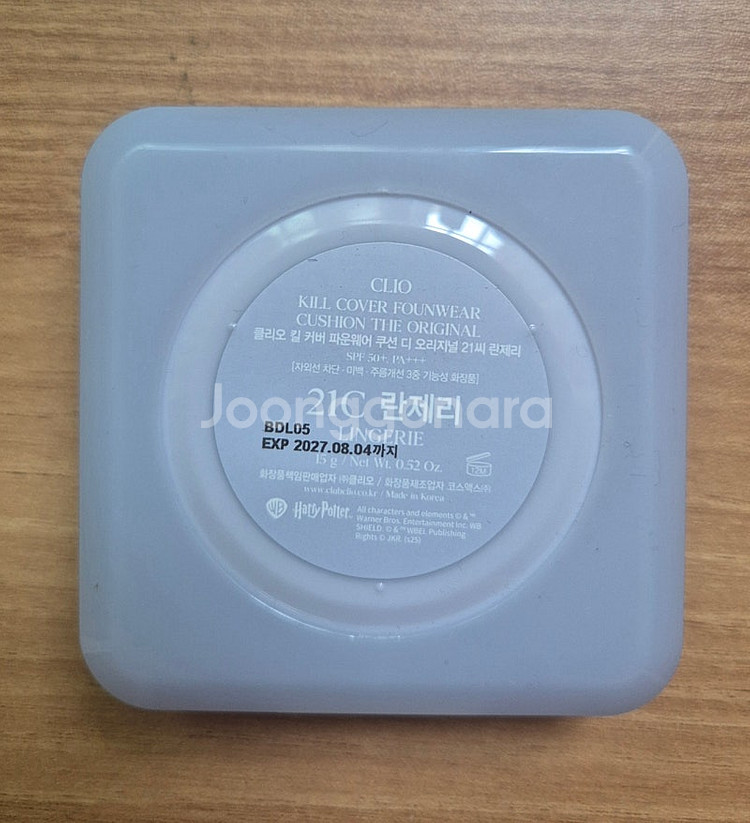 CLIO
KILL COVER FOUNWEAR
CUSHION THE ORIGINAL
클리오 킬 커버 파운웨어 쿠션 디 오리지널 21씨 란제리
SPF 50+, PA+++
[자외선 차단 · 미백 · 주름개선 3중 기능성 화장품]
21C 란제리
Joonggonara
BDL05
LINGERIE
EXP 2027.08.04까지
15 g / Net Wt. 0.52 Oz.
화장품책임판매업자 ㈜클리오 / 화장품제조업자 코스맥스㈜
www.clubclio.co.kr / Made in Korea
12M
WB Harry Potter
All characters and elements © & ™
Warner Bros. Entertainment Inc. WB
SHIELD: © & ™ WBEI. Publishing
Rights © JKR. (s25)